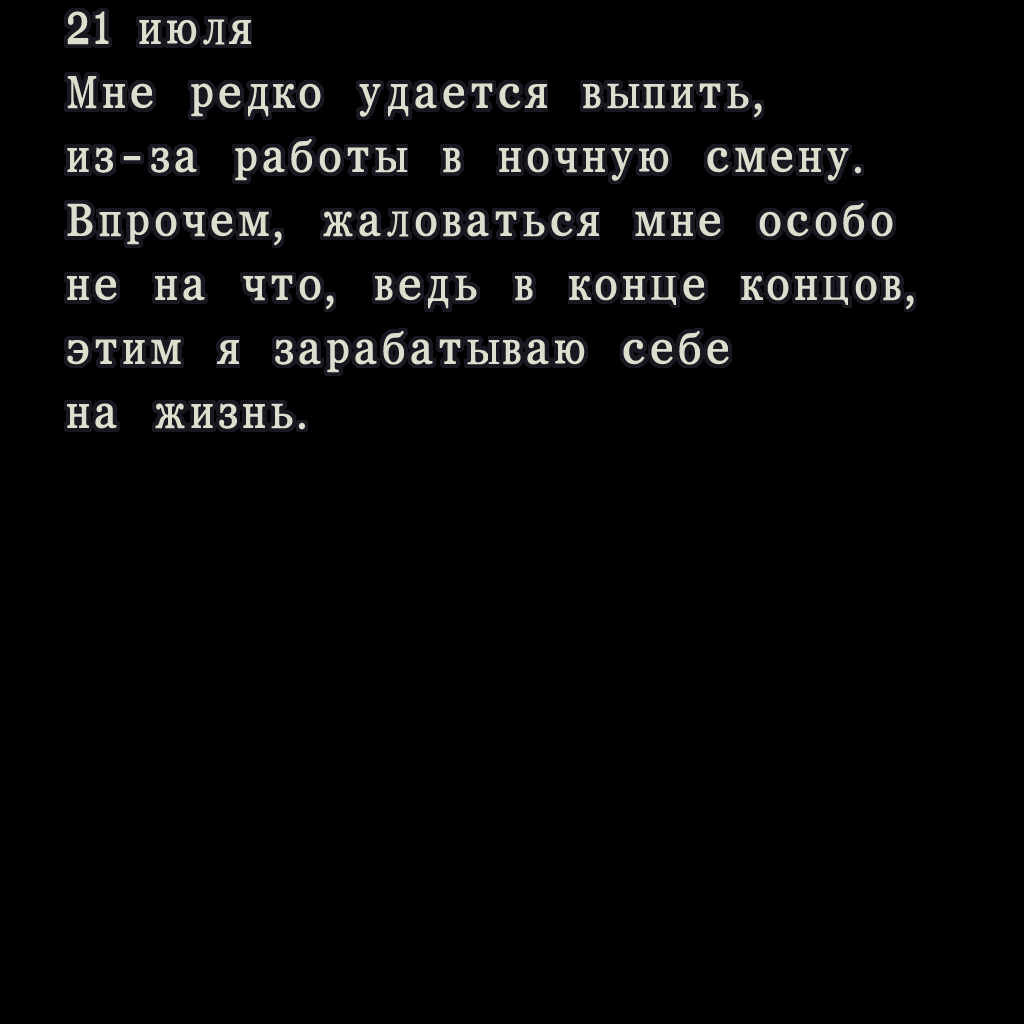 21 июля
Мне редко удается выпить,
из-за работы в ночную смену.
Впрочем, жаловаться мне особо
не на что, ведь в конце концов,
этим я зарабатываю себе
на жизнь.